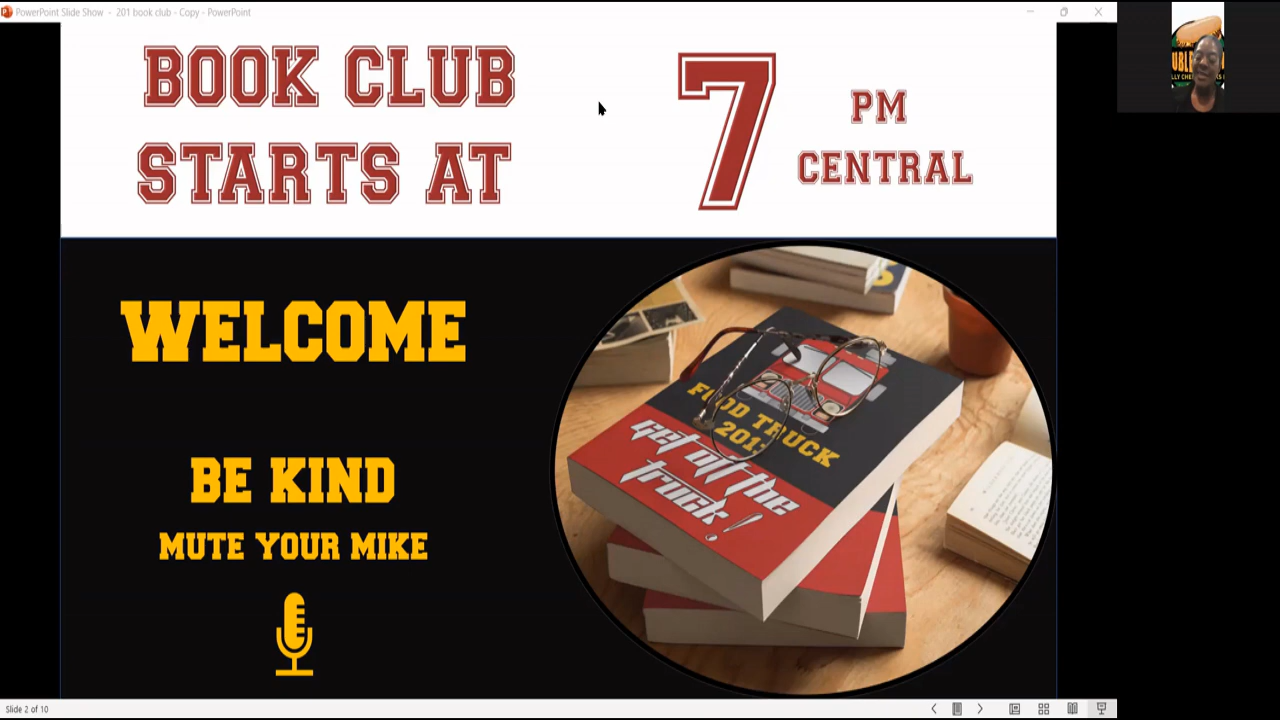 PowerPoint Slide Show - 201 book club - Copy - PowerPoint
BOOK CLUB
STARTS AT
7
PM
CENTRAL
WELCOME
BE KIND
MUTE YOUR MIKE
FOOD TRUCK
get off the
truck!
Slide 2 of 10